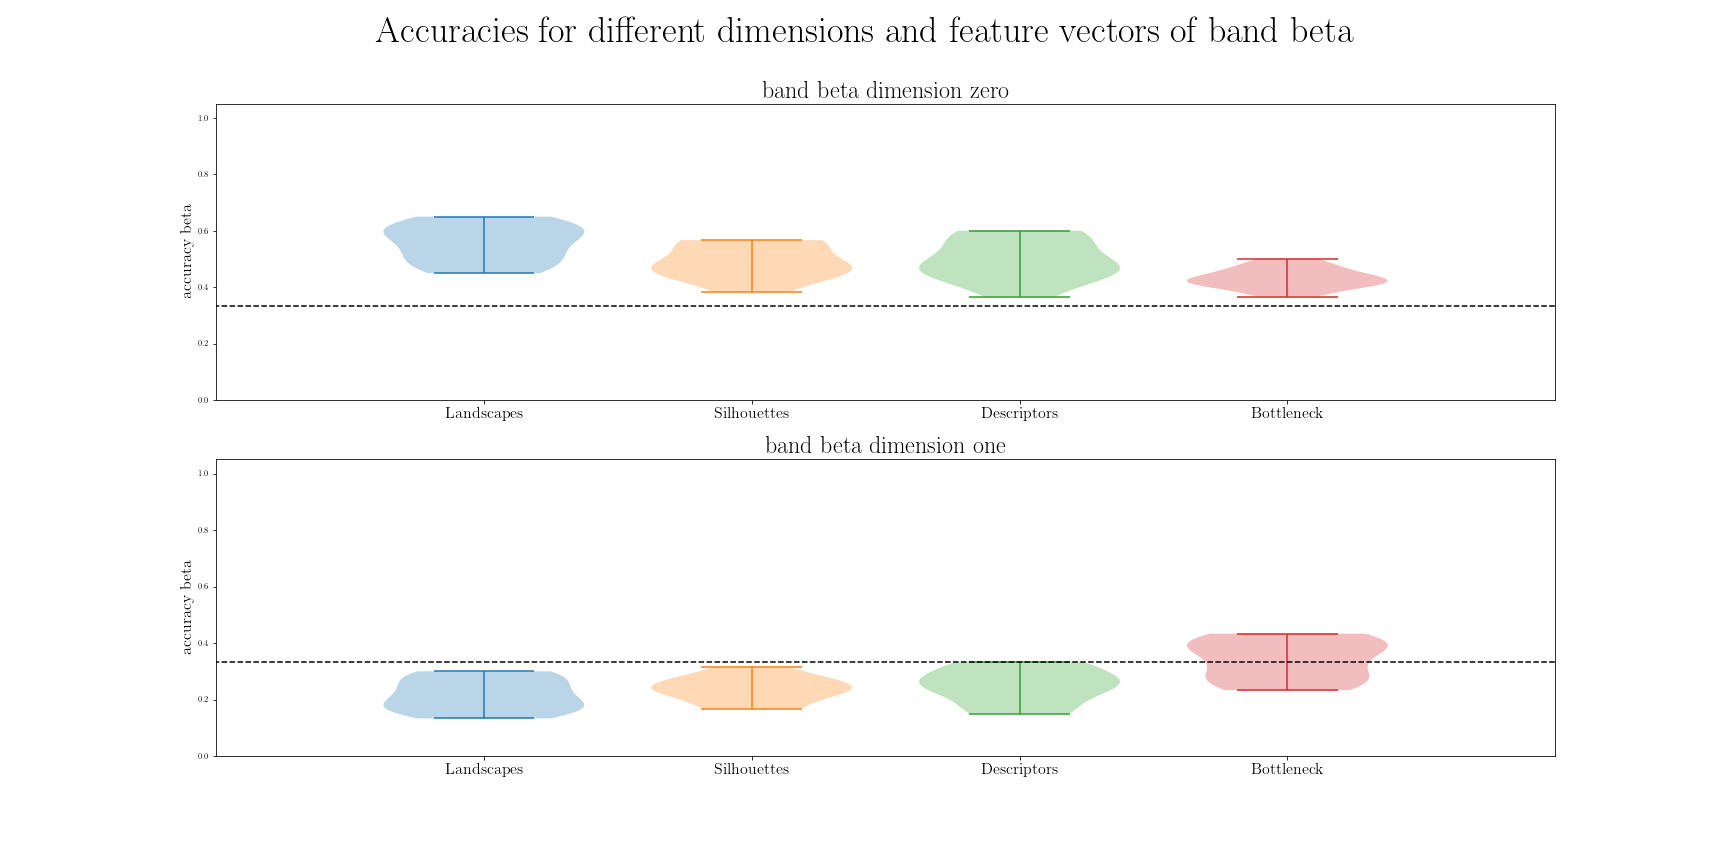 Accuracies for different dimensions and feature vectors of band beta
band beta dimension zero
accuracy beta
1.0
0.8
0.6
0.4
0.2
0.0
Landscapes Silhouettes Descriptors Bottleneck
band beta dimension one
accuracy beta
1.0
0.8
0.6
0.4
0.2
0.0
Landscapes Silhouettes Descriptors Bottleneck